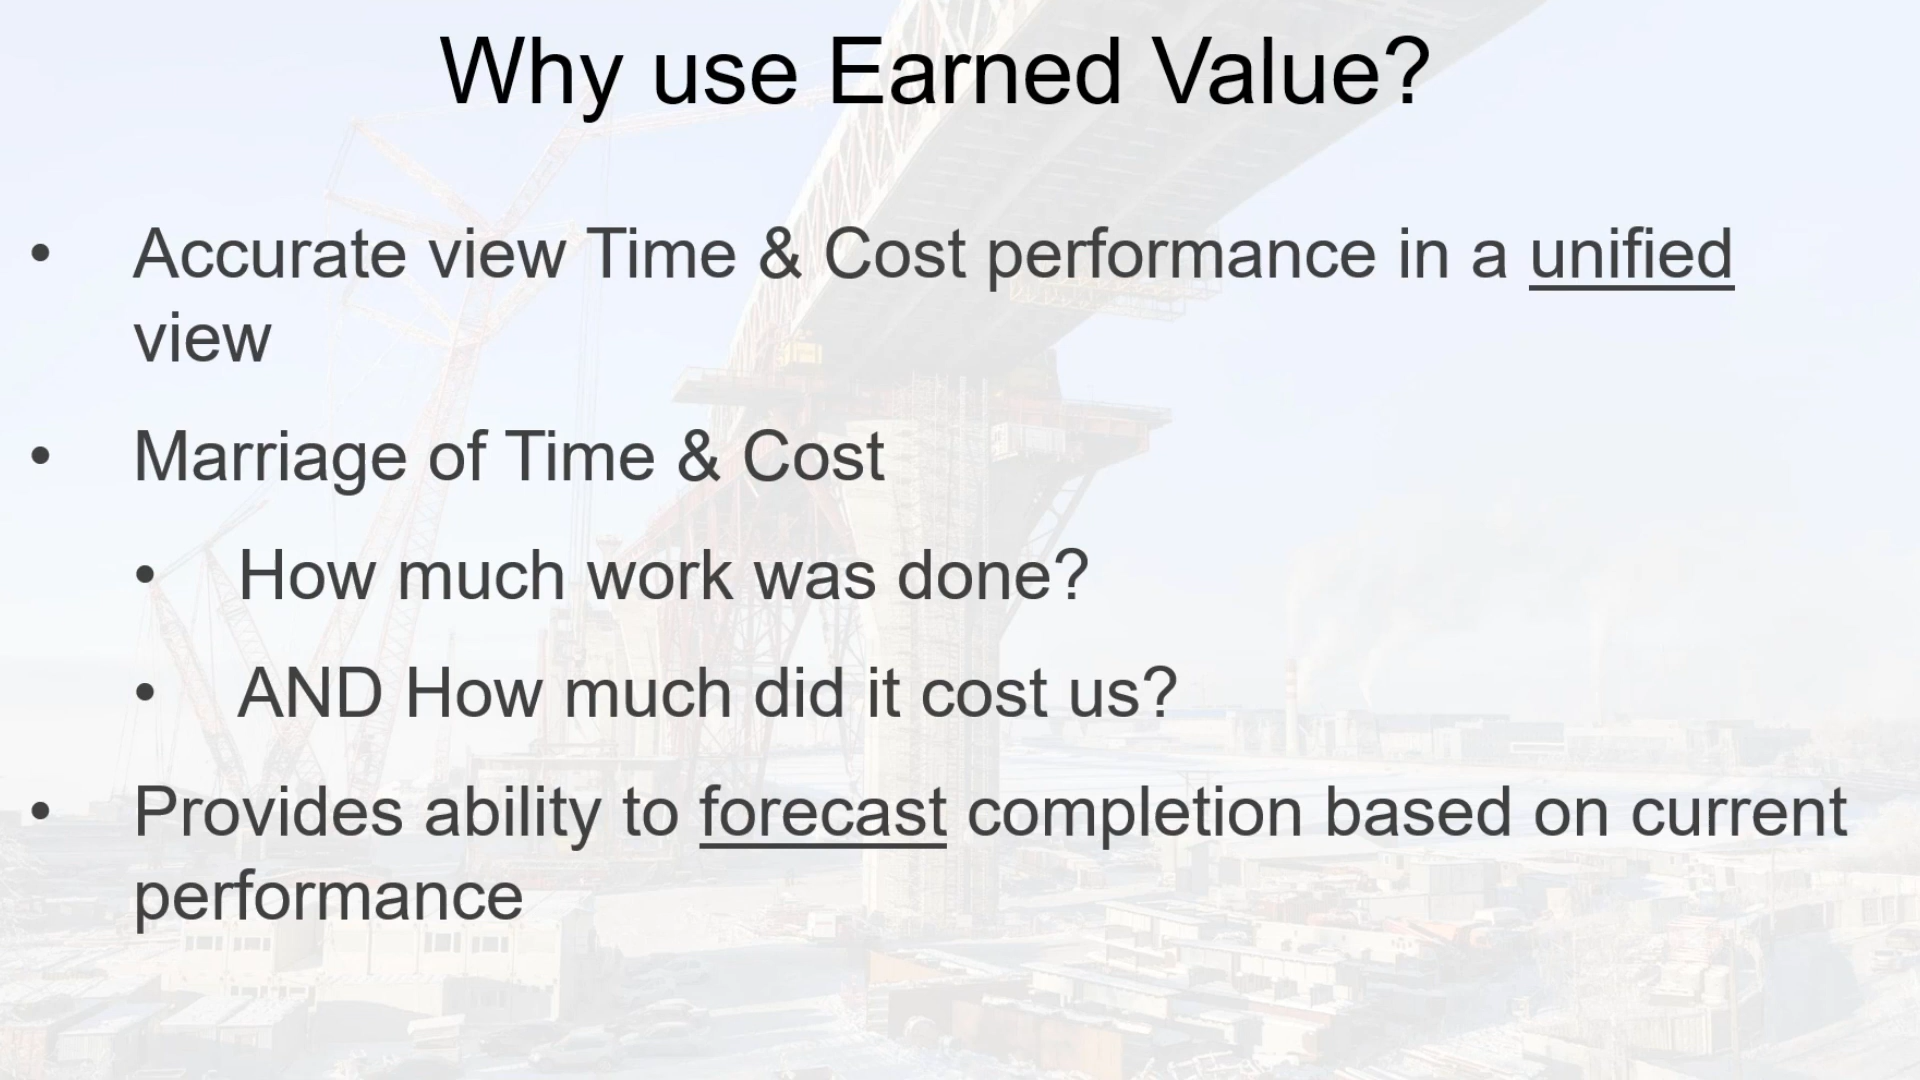 Why use Earned Value?
• Accurate view Time & Cost performance in a unified
view
• Marriage of Time & Cost
• How much work was done?
• AND How much did it cost us?
• Provides ability to forecast completion based on current
performance